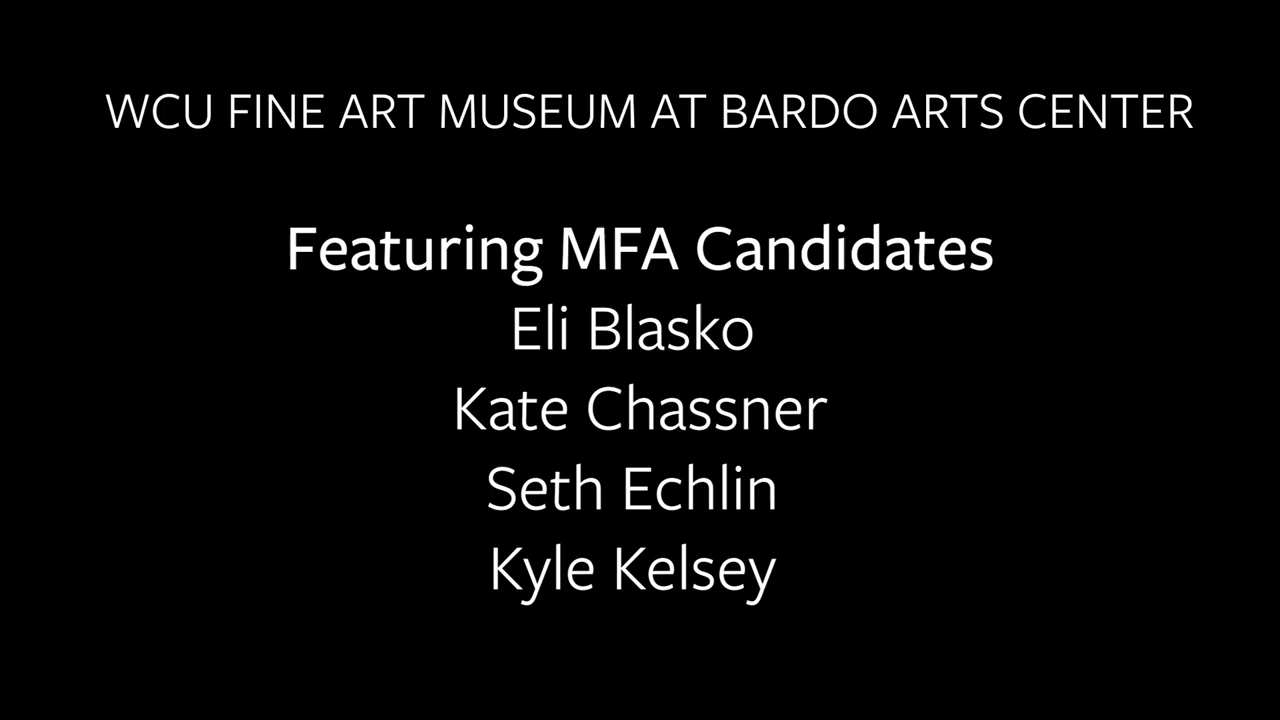 WCU FINE ART MUSEUM AT BARDO ARTS CENTER
Featuring MFA Candidates
Eli Blasko
Kate Chassner
Seth Echlin
Kyle Kelsey